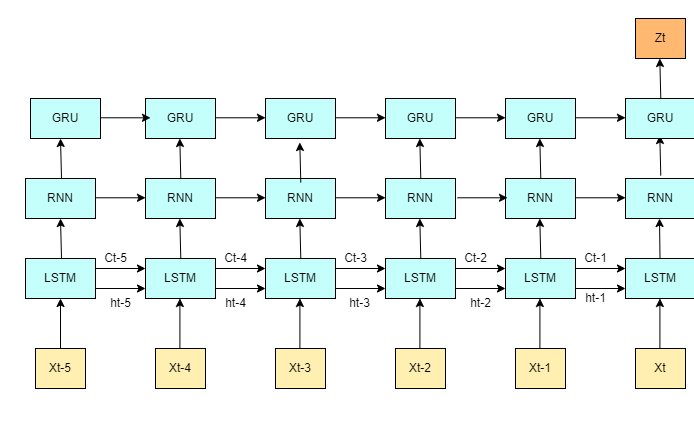 Zt
GRU GRU GRU GRU GRU GRU
RNN RNN RNN RNN RNN RNN
Ct-5 Ct-4 Ct-3 Ct-2 Ct-1
LSTM LSTM LSTM LSTM LSTM LSTM
ht-5 ht-4 ht-3 ht-2 ht-1
Xt-5 Xt-4 Xt-3 Xt-2 Xt-1 Xt